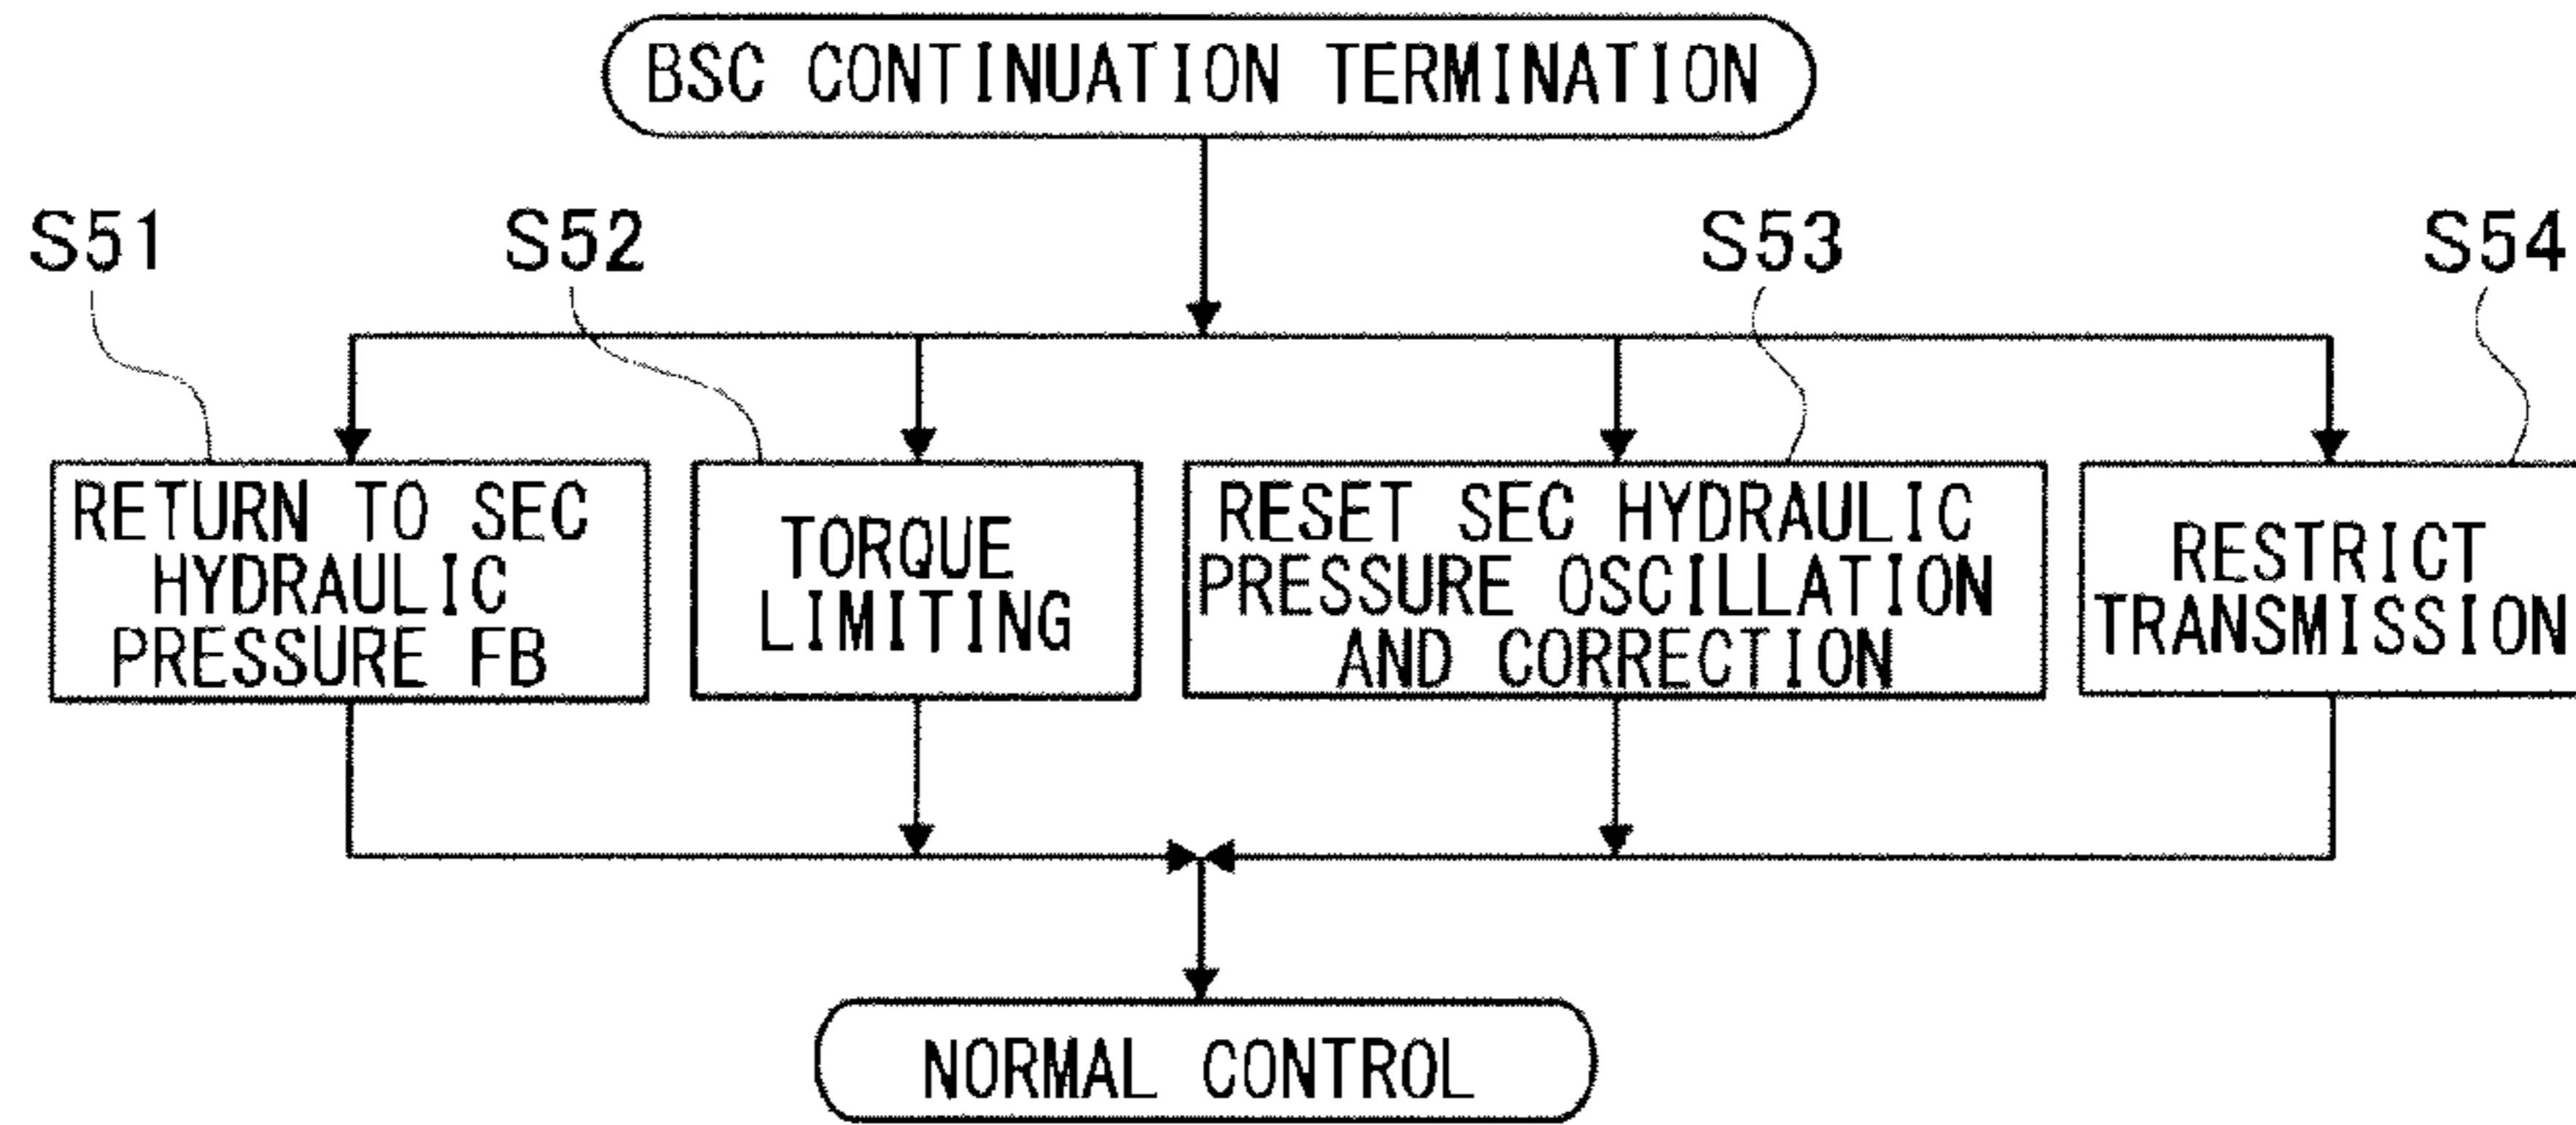 BSC CONTINUATION TERMINATION
S51
S52
S53
S54
RETURN TO SEC
HYDRAULIC
PRESSURE FB
TORQUE
LIMITING
RESET SEC HYDRAULIC
PRESSURE OSCILLATION
AND CORRECTION
RESTRICT
TRANSMISSION
NORMAL CONTROL